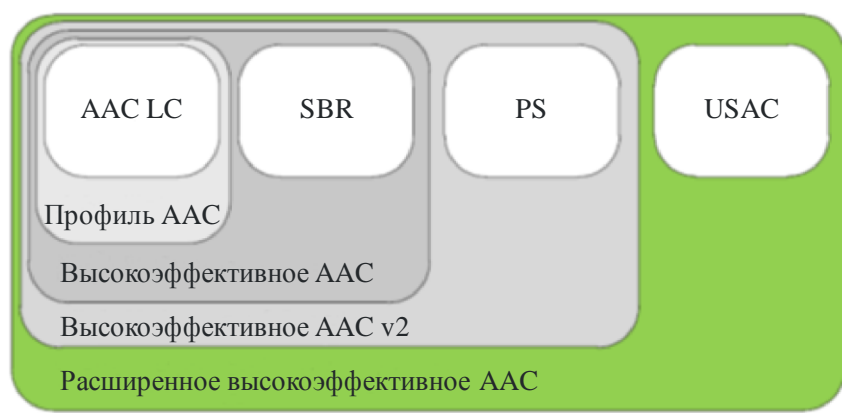 AAC LC
SBR
PS
USAC
Профиль AAC
Высокоэффективное AAC
Высокоэффективное AAC v2
Расширенное высокоэффективное AAC